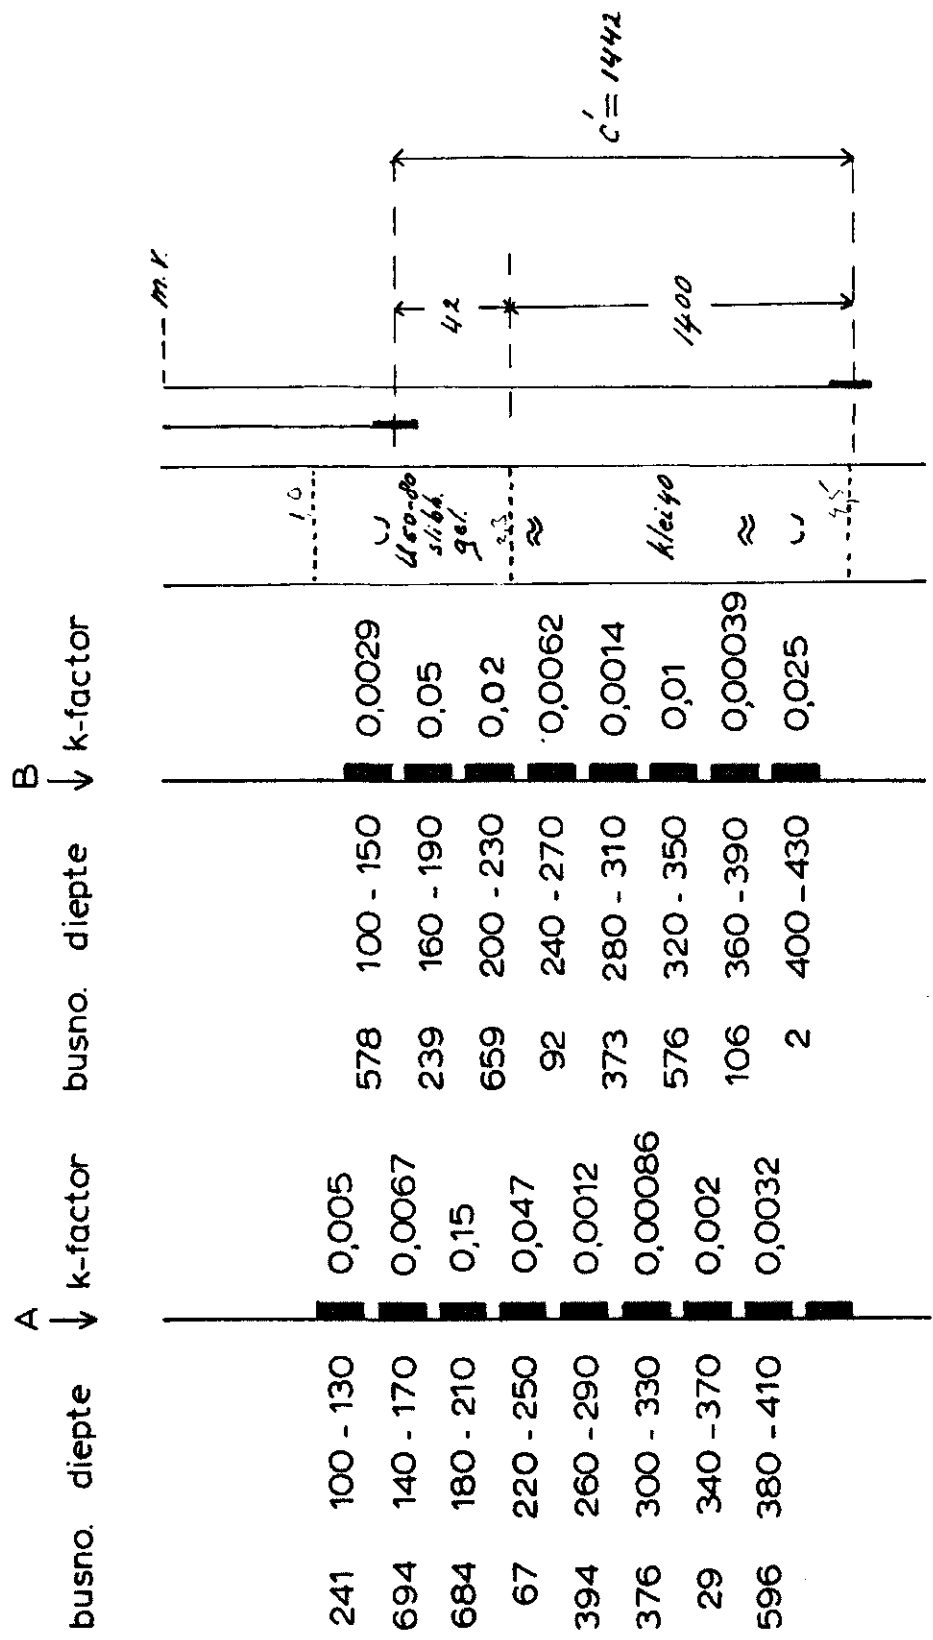 A
busno. diepte k-factor
241 100 - 130 0,005
694 140 - 170 0,0067
684 180 - 210 0,15
67 220 - 250 0,047
394 260 - 290 0,0012
376 300 - 330 0,00086
29 340 - 370 0,002
596 380 - 410 0,0032
B
busno. diepte k-factor
578 100 - 150 0,0029
239 160 - 190 0,05
659 200 - 230 0,02
92 240 - 270 0,0062
373 280 - 310 0,0014
576 320 - 350 0,01
106 360 - 390 0,00039
2 400 - 430 0,025
m.v.
1,0
U 50-80
slibh.
gel.
2,3
klei 40
4,5
42
1400
c' = 1442